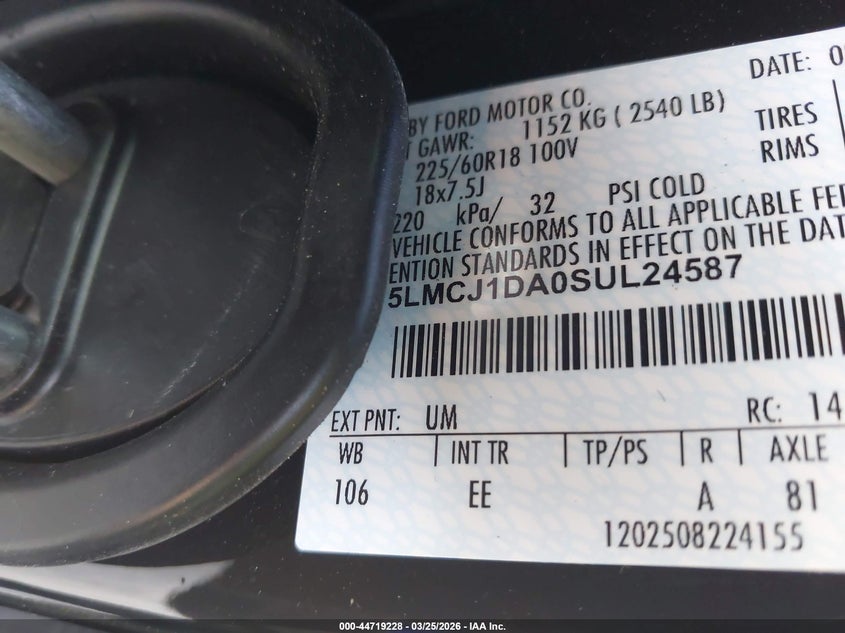 DATE: 0
BY FORD MOTOR CO.
GAWR: 1152 KG ( 2540 LB)
TIRES
225/60R18 100V
RIMS
18x7.5J
220 kPa/ 32 PSI COLD
VEHICLE CONFORMS TO ALL APPLICABLE FE
ENTION STANDARDS IN EFFECT ON THE DAT
5LMCJ1DA0SUL24587
EXT PNT: UM RC: 14
WB INT TR TP/PS R AXLE
106 EE A 81
1202508224155
000-44719228 - 03/25/2026 - IAA Inc.